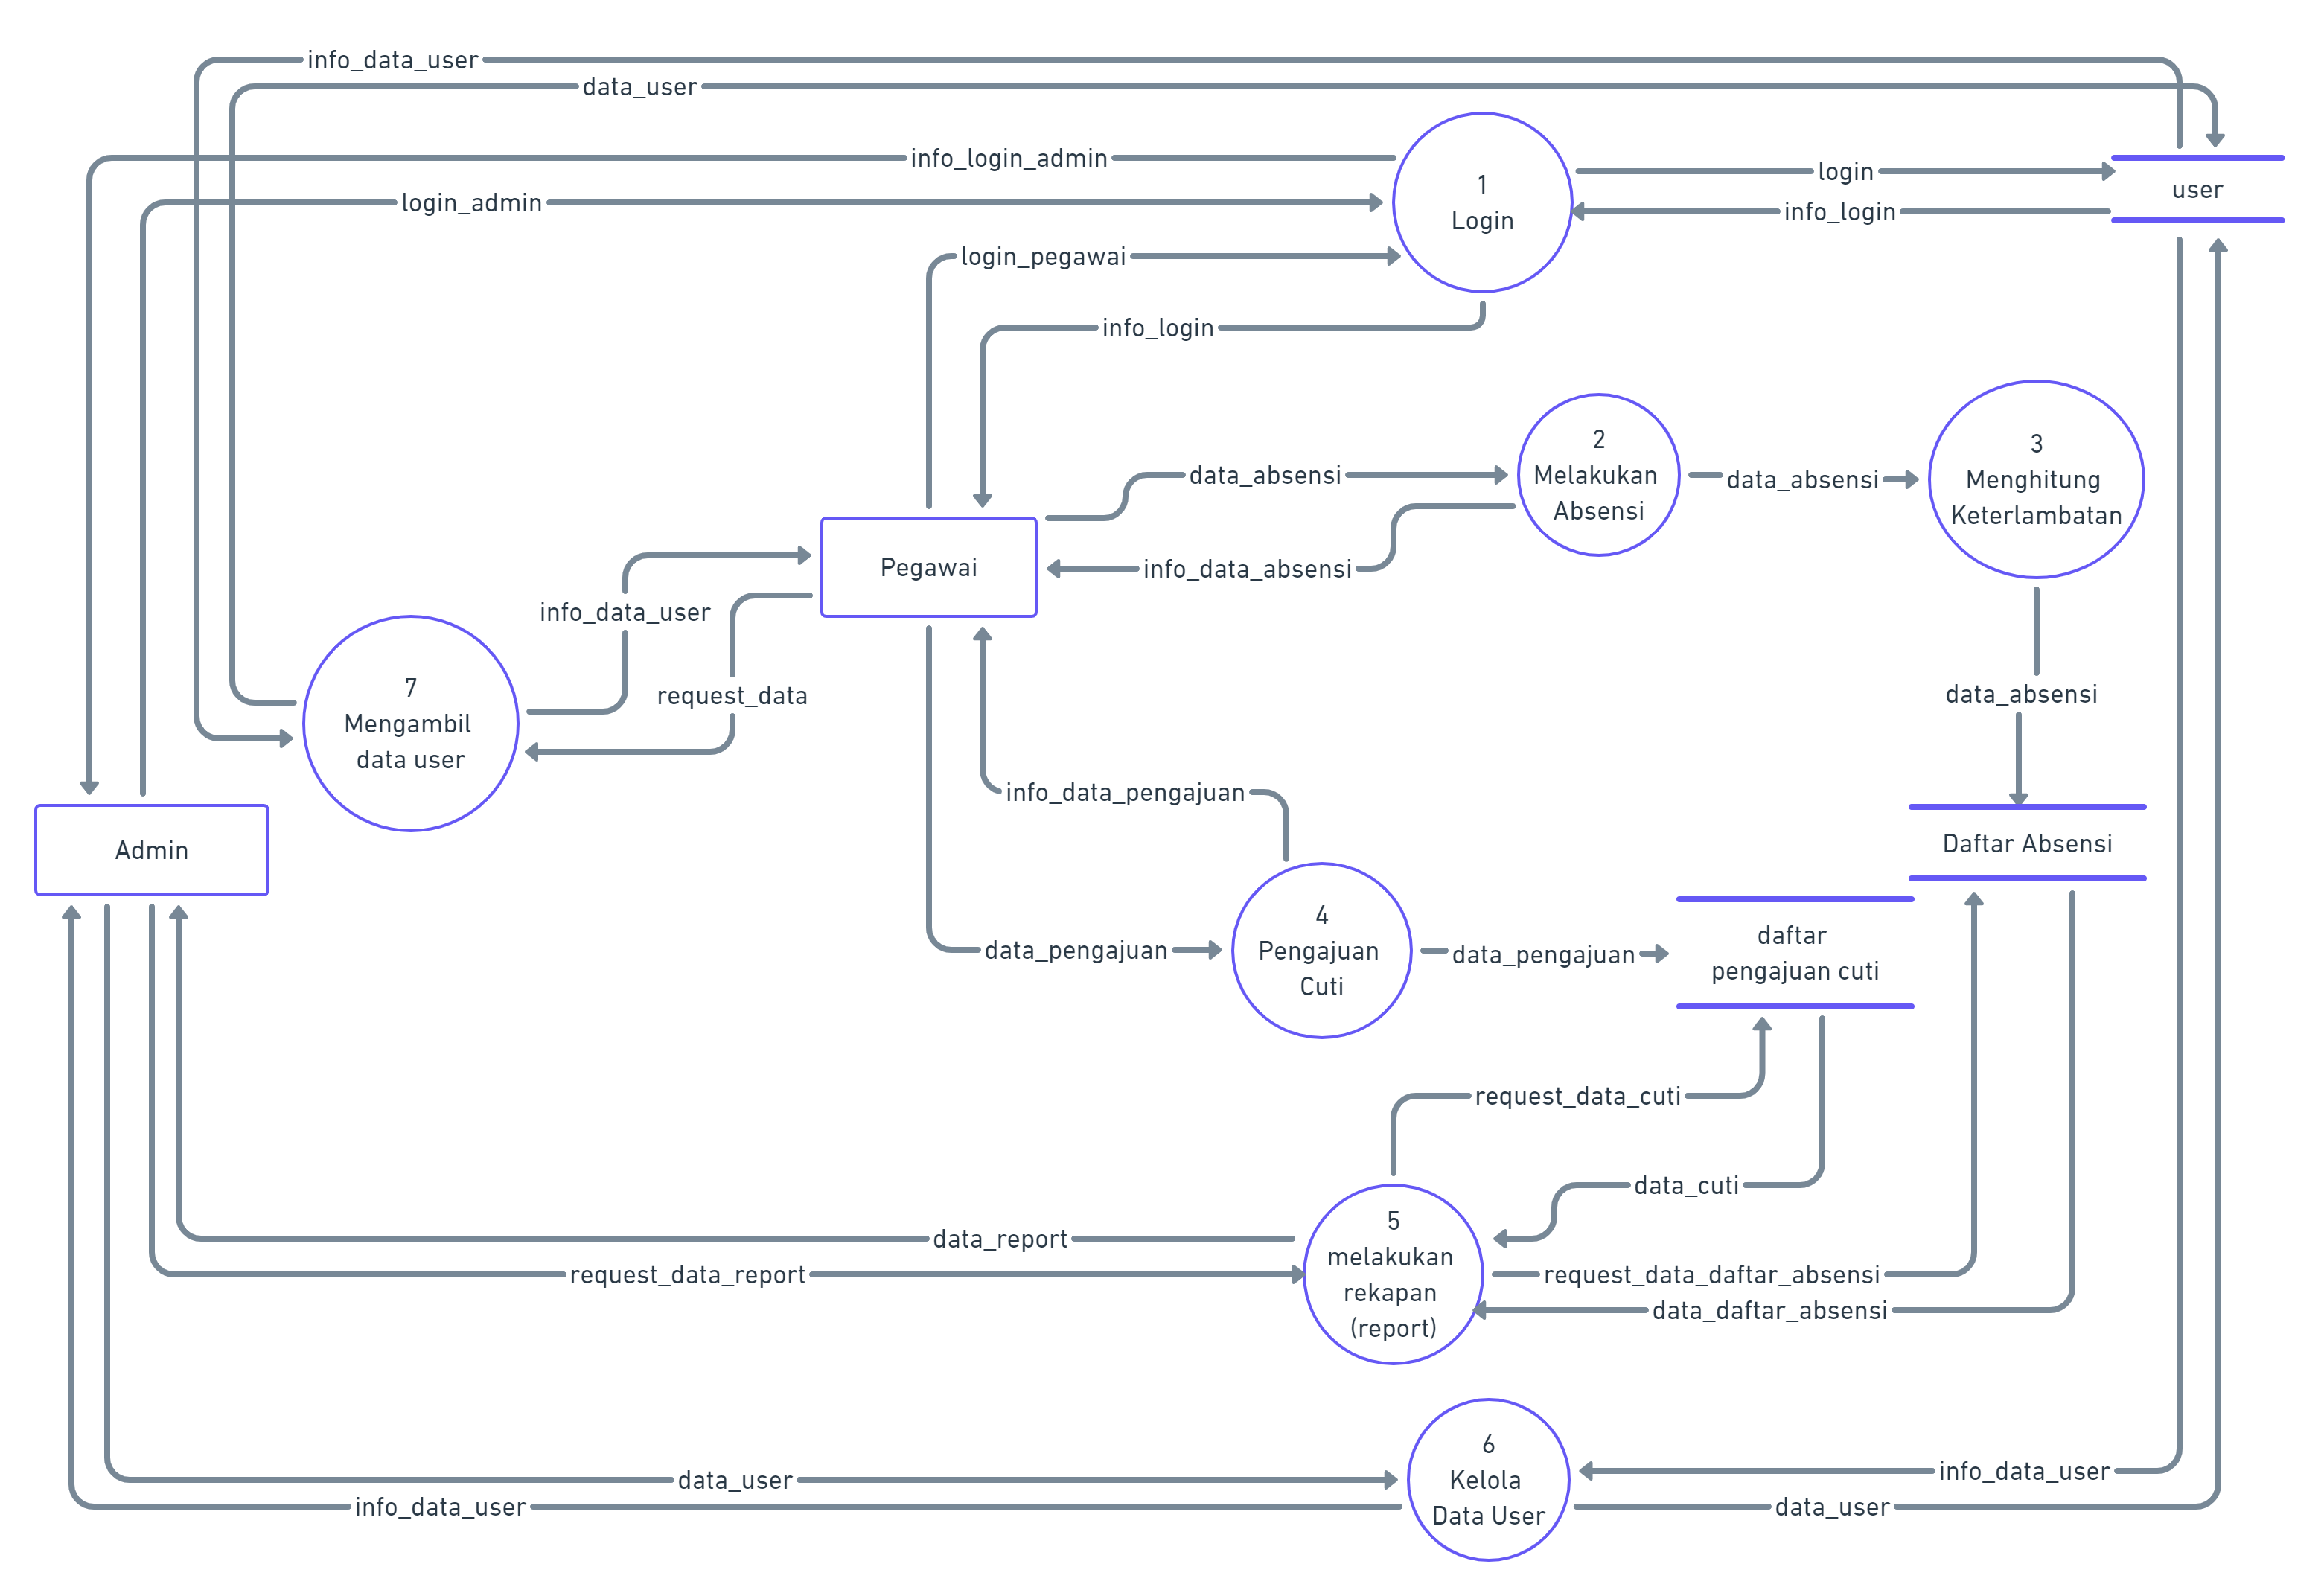 info_data_user
data_user
info_login_admin
login_admin
login_pegawai
info_login
1
Login
login
info_login
user
data_absensi
info_data_absensi
2
Melakukan
Absensi
data_absensi
3
Menghitung
Keterlambatan
Pegawai
info_data_user
request_data
7
Mengambil
data user
data_absensi
Admin
info_data_pengajuan
Daftar Absensi
data_pengajuan
4
Pengajuan
Cuti
data_pengajuan
daftar
pengajuan cuti
request_data_cuti
data_cuti
data_report
request_data_report
5
melakukan
rekapan
(report)
request_data_daftar_absensi
data_daftar_absensi
data_user
info_data_user
6
Kelola
Data User
info_data_user
data_user